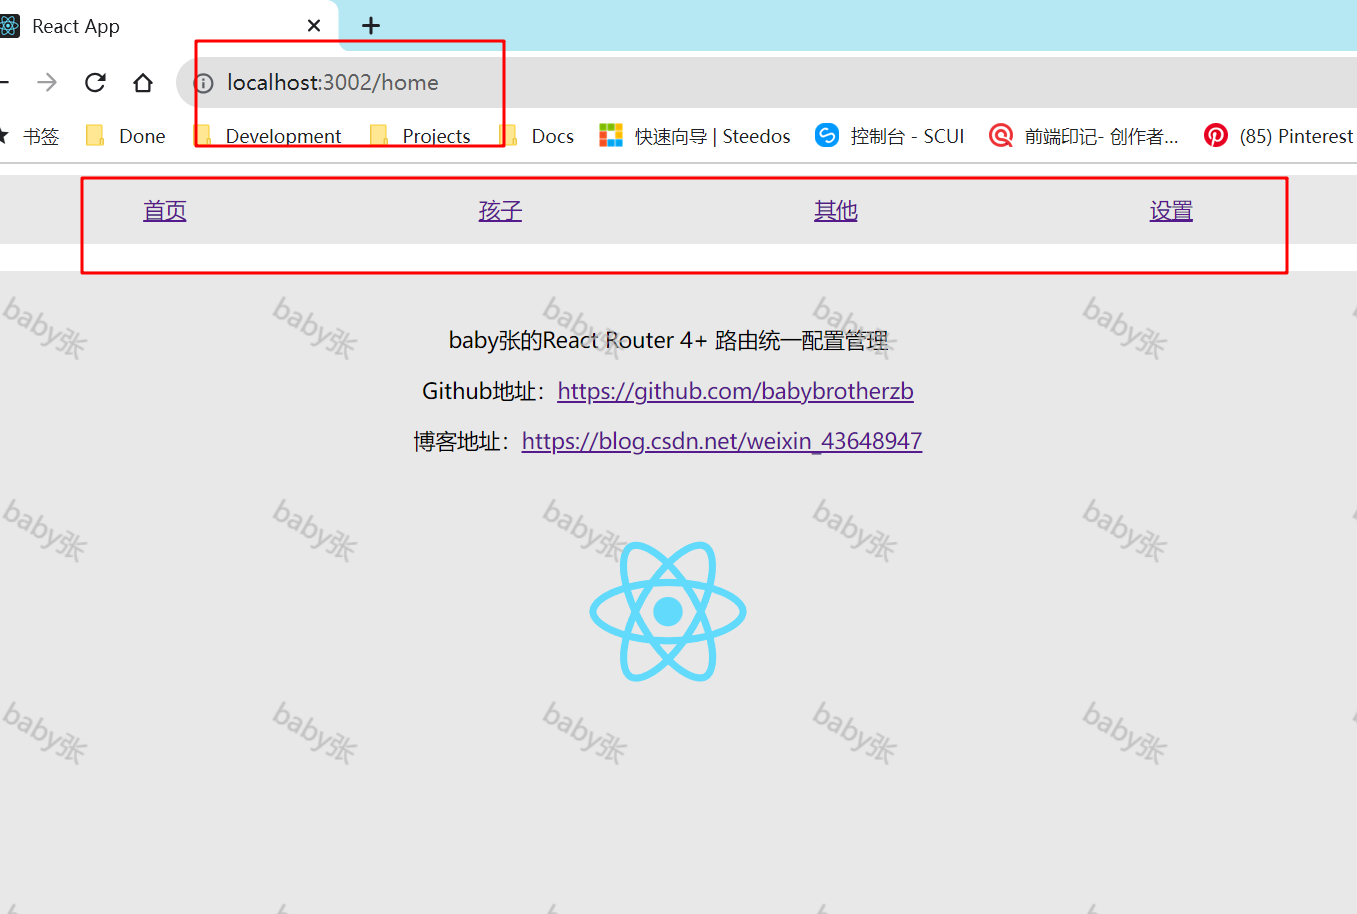 React App
localhost:3002/home
书签 Done Development Projects Docs 快速向导 | Steedos 控制台 - SCUI 前端印记- 创作者... (85) Pinterest
首页 孩子 其他 设置
baby张 baby张 baby张 baby张 baby张
baby张的React Router 4+ 路由统一配置管理
Github地址：https://github.com/babybrotherzb
博客地址：https://blog.csdn.net/weixin_43648947
baby张 baby张 baby张 baby张 baby张
baby张 baby张 baby张 baby张 baby张